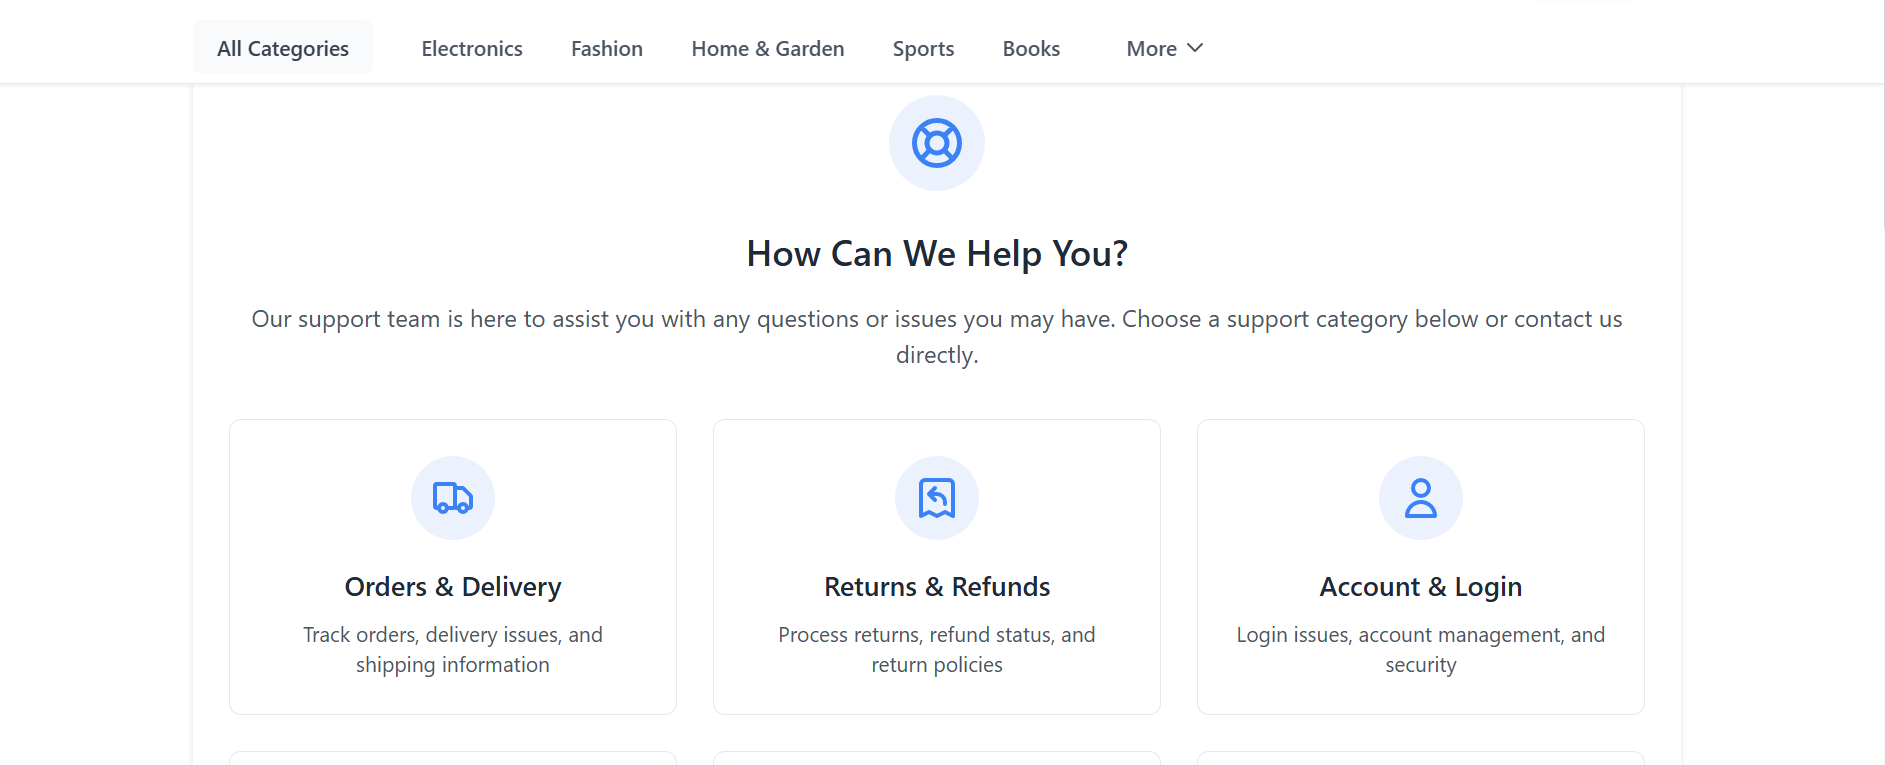 All Categories Electronics Fashion Home & Garden Sports Books More
How Can We Help You?
Our support team is here to assist you with any questions or issues you may have. Choose a support category below or contact us
directly.
Orders & Delivery
Track orders, delivery issues, and
shipping information
Returns & Refunds
Process returns, refund status, and
return policies
Account & Login
Login issues, account management, and
security